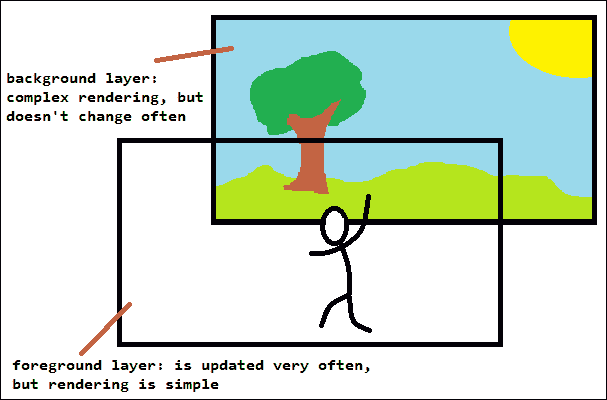 background layer:
complex rendering, but
doesn't change often
foreground layer: is updated very often,
but rendering is simple